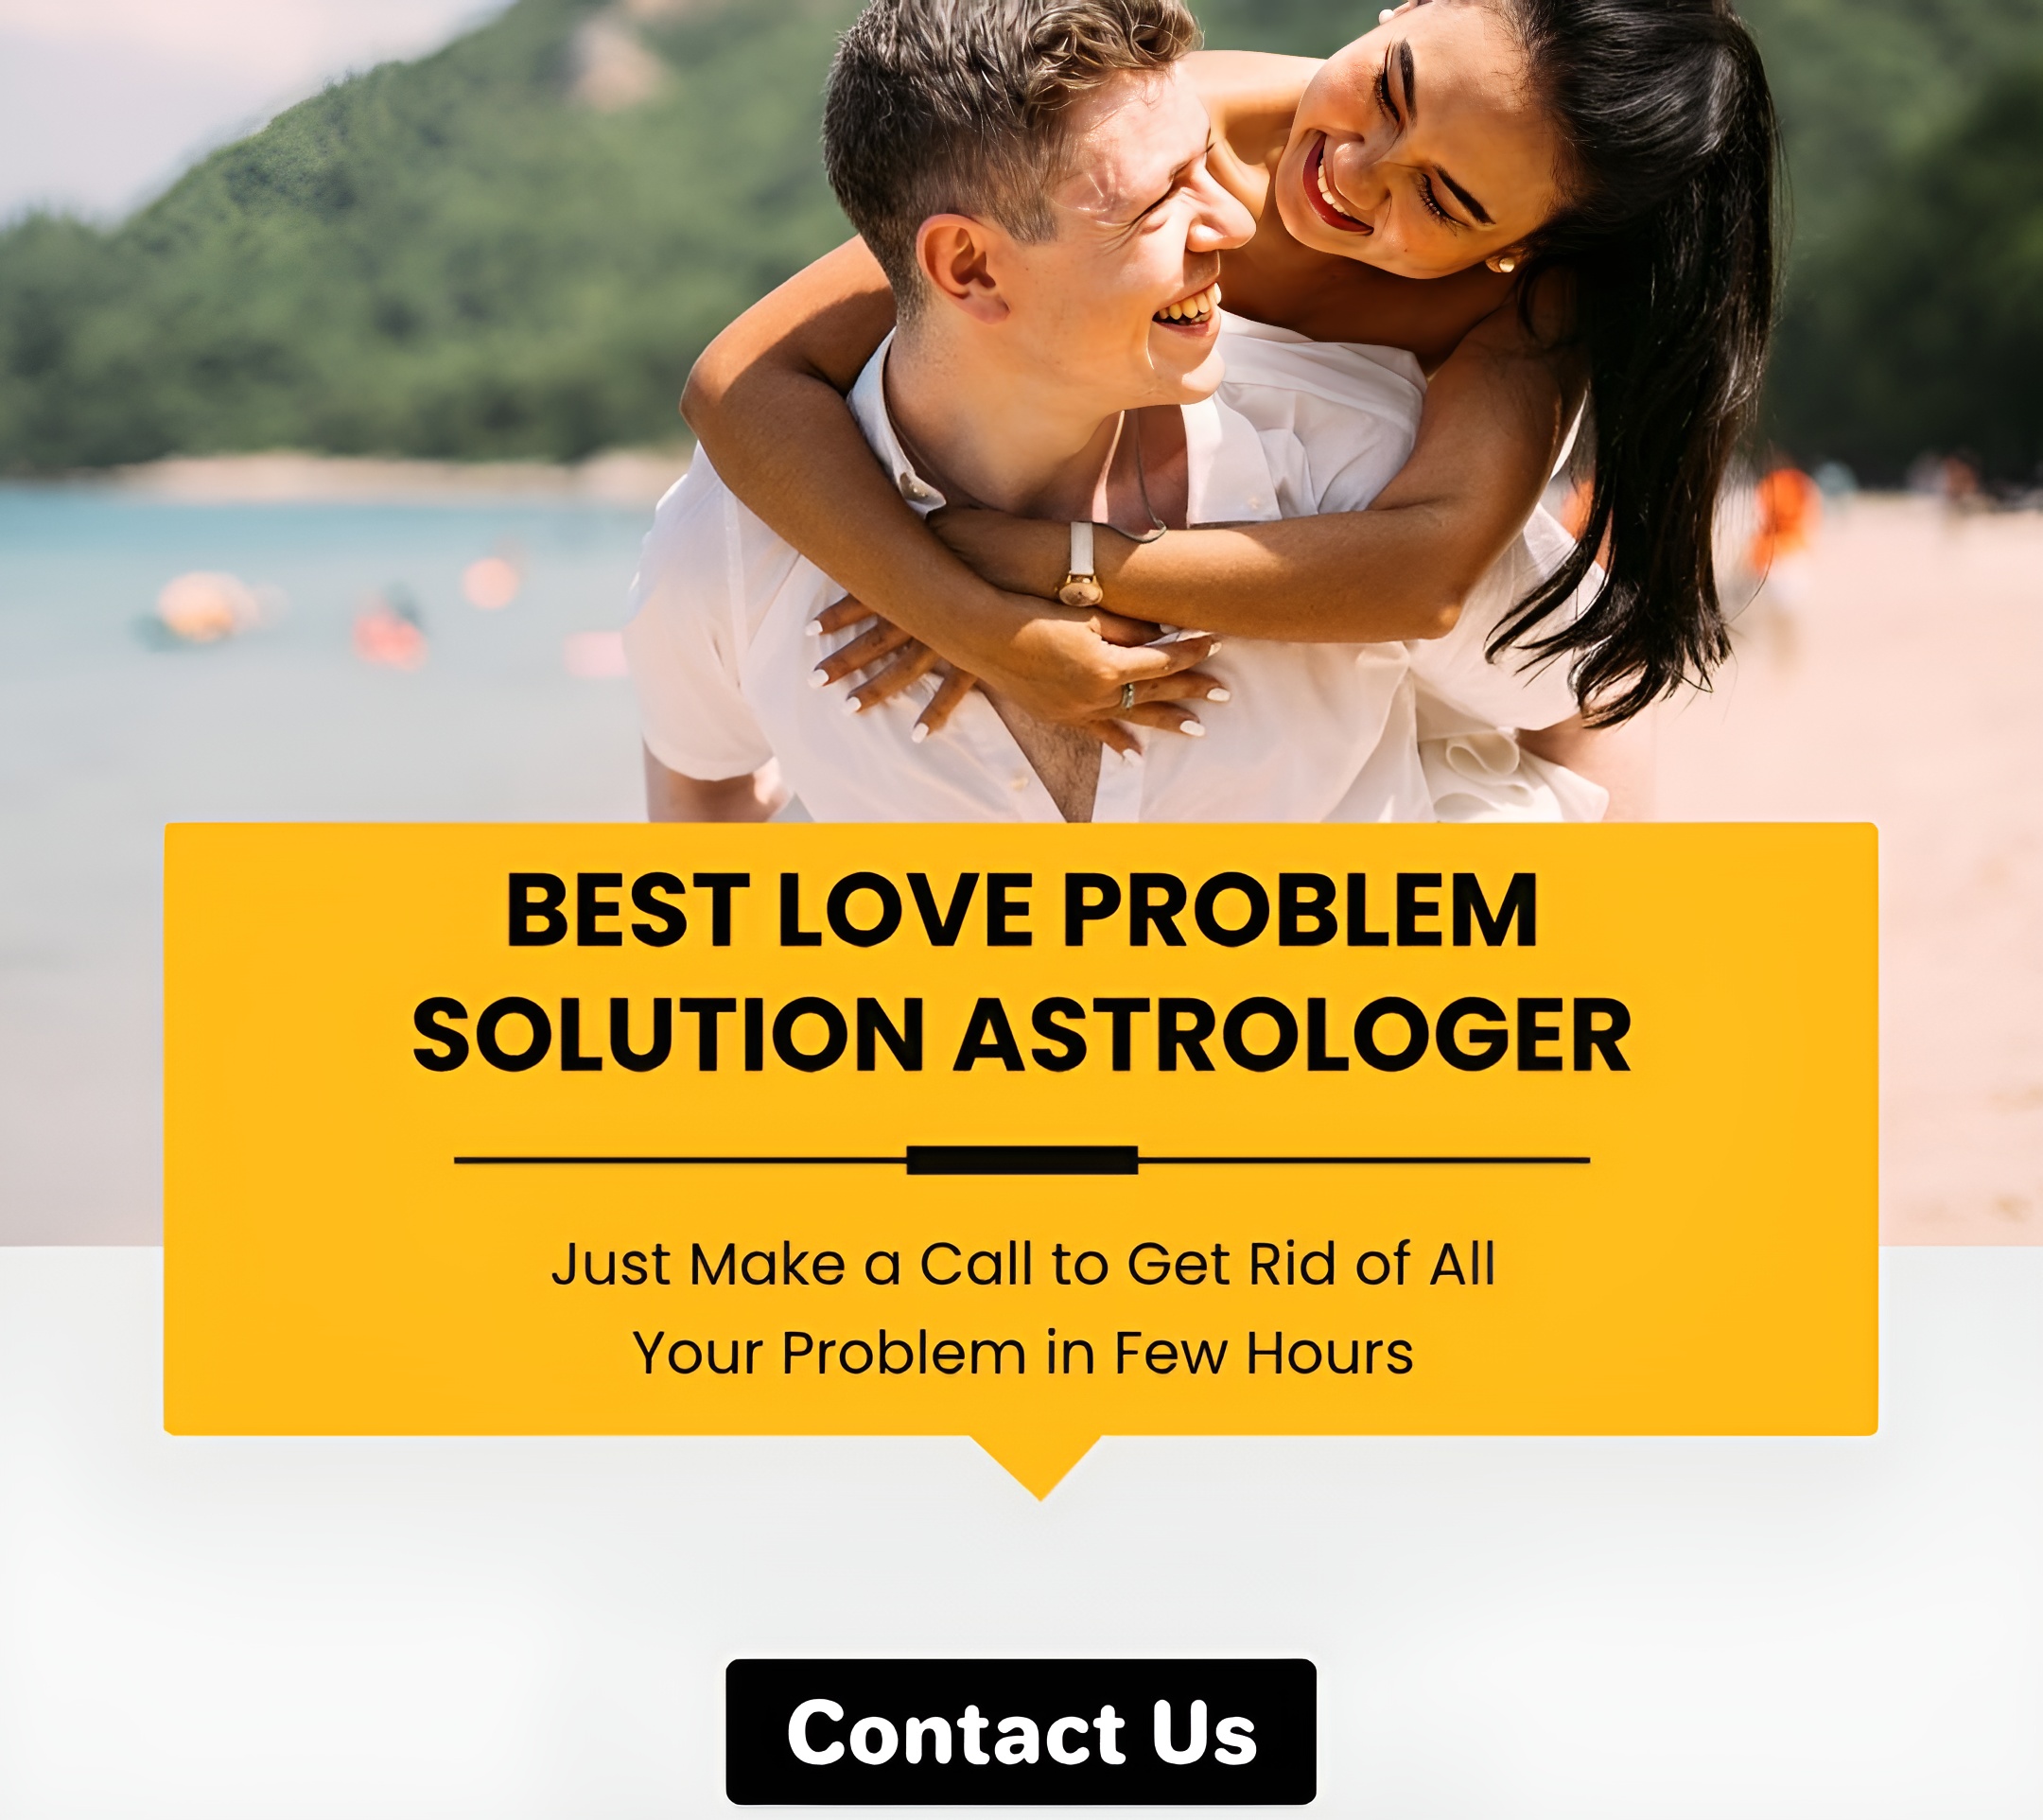 BEST LOVE PROBLEM
SOLUTION ASTROLOGER
Just Make a Call to Get Rid of All
Your Problem in Few Hours
Contact Us